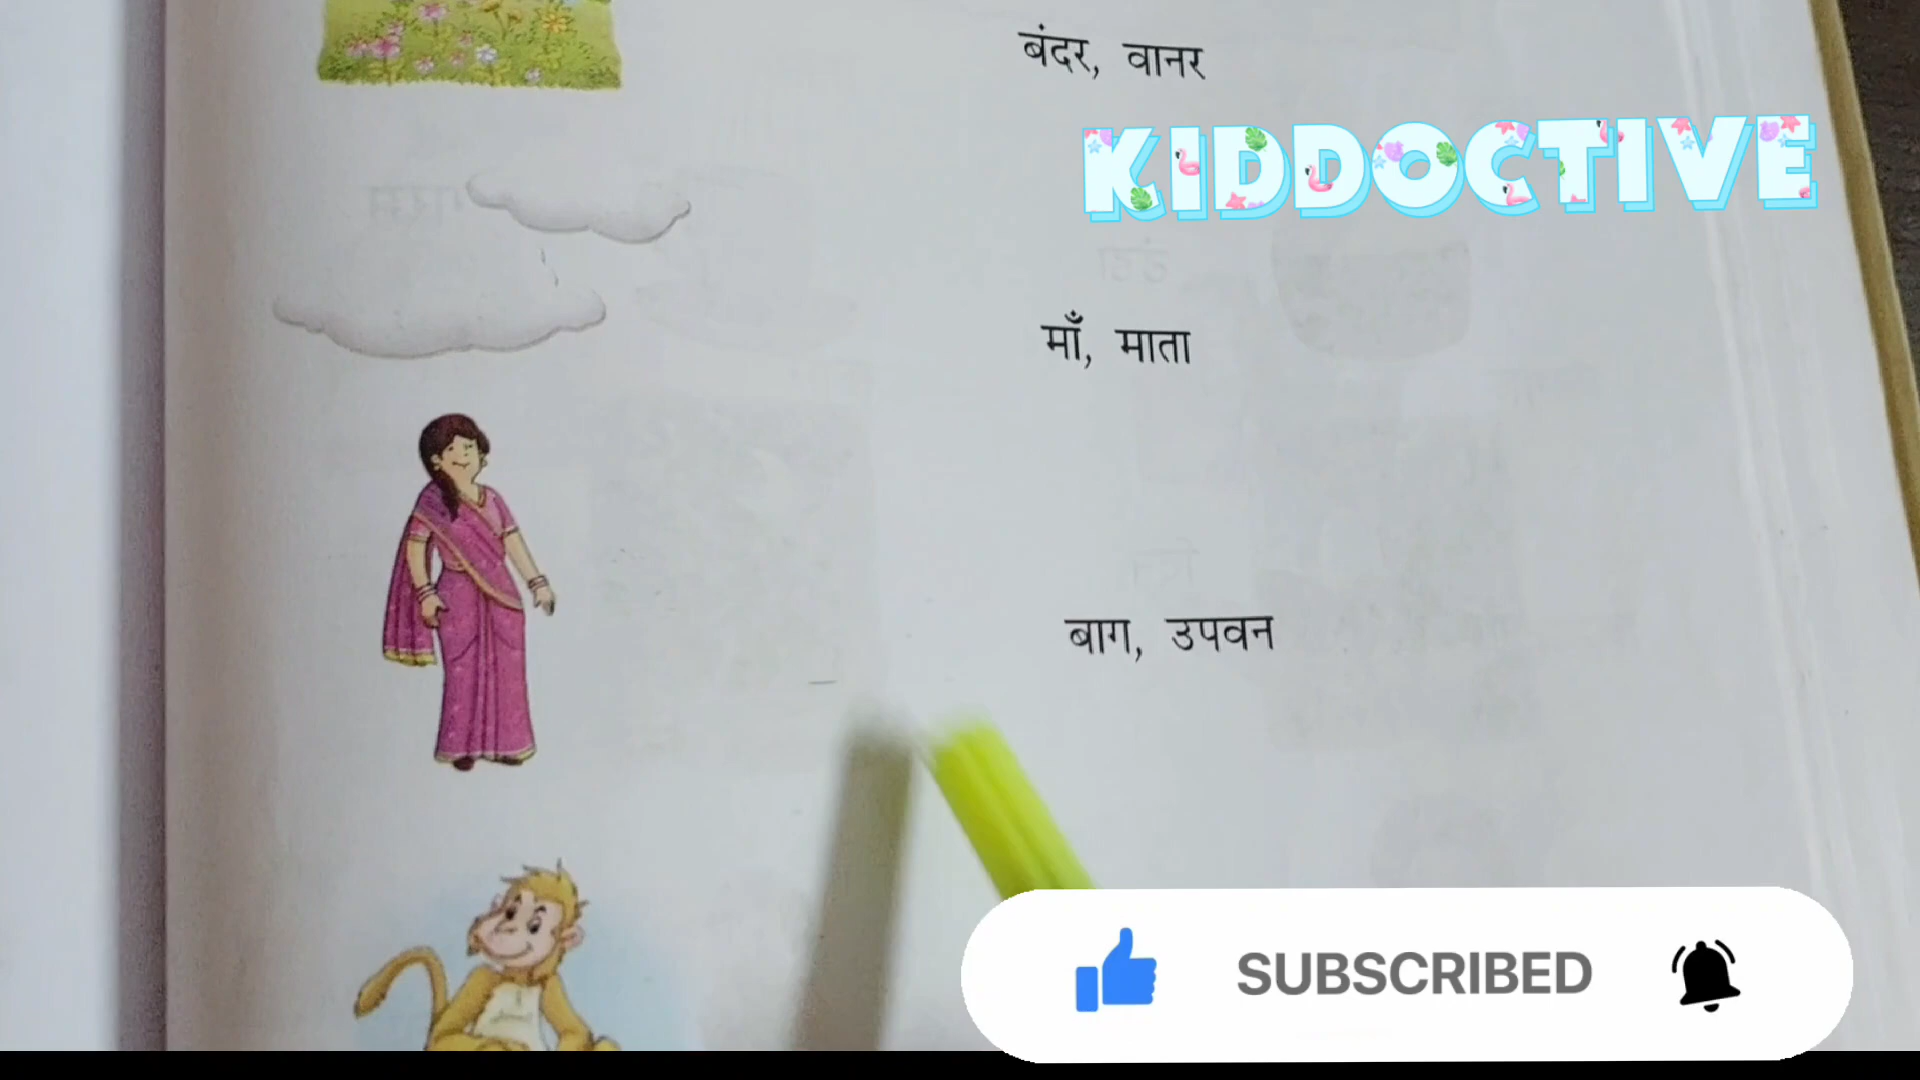 बंदर, वानर
KIDDOCTIVE
माँ, माता
बाग, उपवन
SUBSCRIBED